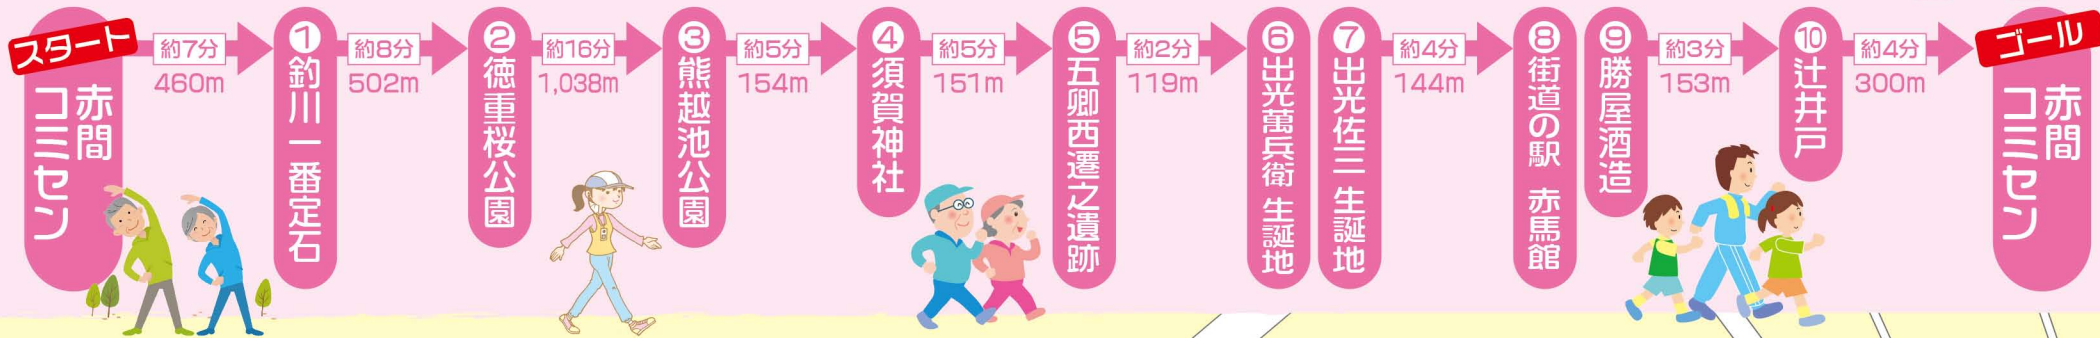 スタート
赤間
コミセン
約7分
460m
①釣川一番定石
約8分
502m
②徳重桜公園
約16分
1,038m
③熊越池公園
約5分
154m
④須賀神社
約5分
151m
⑤五卿西遷之遺跡
約2分
119m
⑥出光萬兵衛 生誕地
⑦出光佐三 生誕地
約4分
144m
⑧街道の駅 赤馬館
⑨勝屋酒造
約3分
153m
⑩辻井戸
約4分
300m
ゴール
赤間
コミセン